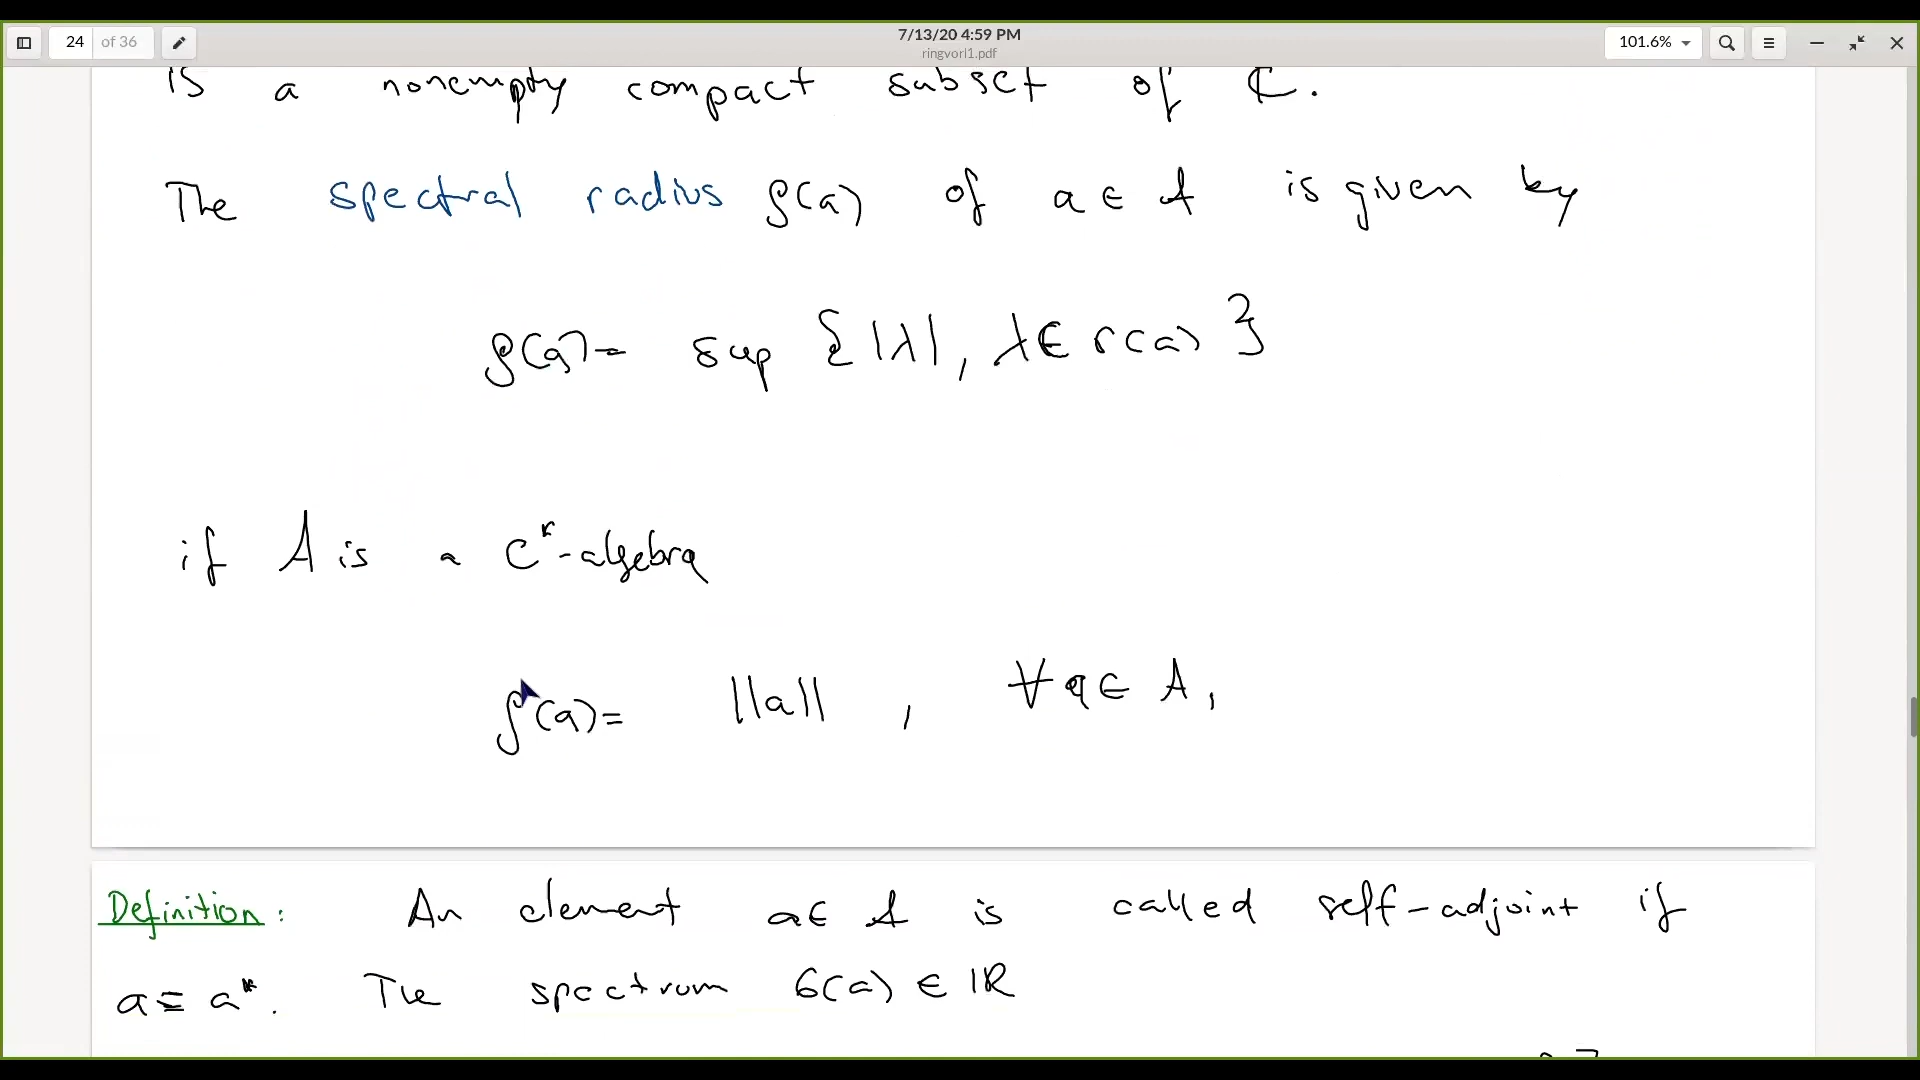 24 of 36
7/13/20 4:59 PM
ringvorl1.pdf
101.6%
is a nonempty compact subset of ℂ.
The spectral radius ρ(a) of a ∈ A is given by
ρ(a) = sup {|λ|, λ ∈ σ(a)}
if A is a C*-algebra
ρ(a) = ||a|| , ∀ a ∈ A,
Definition: An element a ∈ A is called self-adjoint if
a = a*. The spectrum σ(a) ∈ ℝ